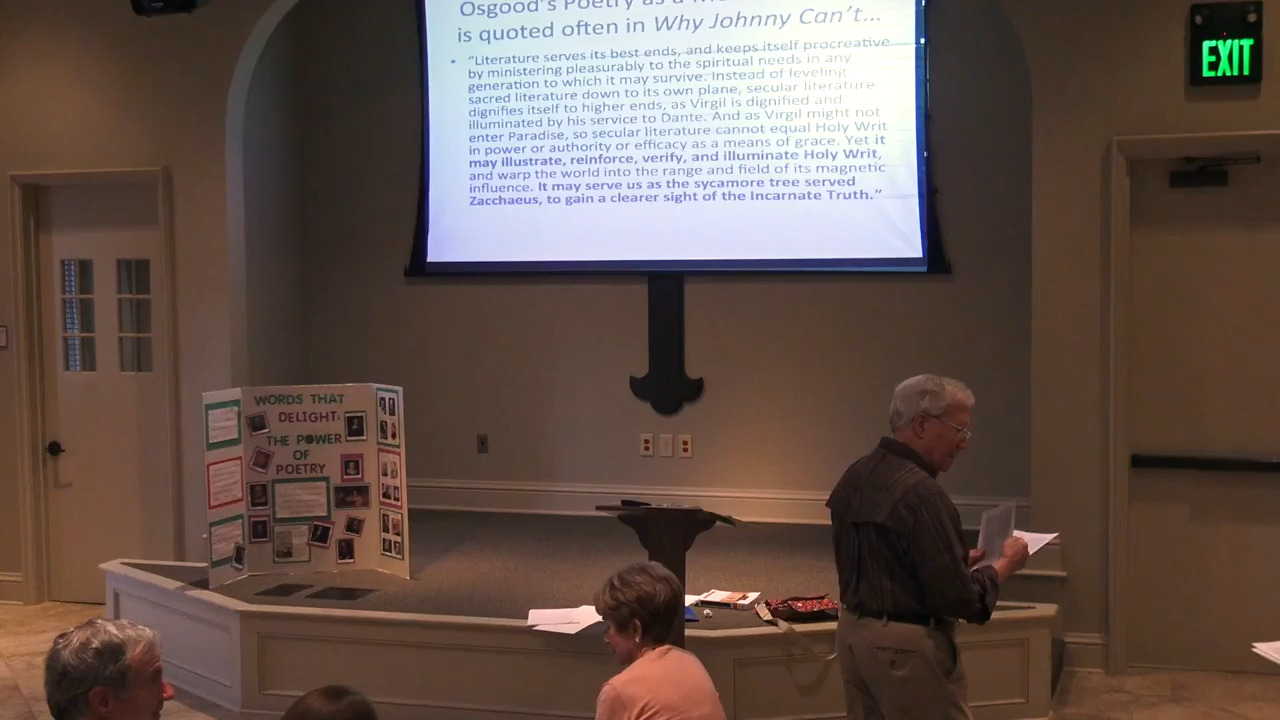 Osgood's Poetry as a
is quoted often in Why Johnny Can't...
• "Literature serves its best ends, and keeps itself procreative
by ministering pleasurably to the spiritual needs in any
generation to which it may survive. Instead of leveling
sacred literature down to its own plane, secular literature
dignifies itself to higher ends, as Virgil is dignified and
illuminated by his service to Dante. And as Virgil might not
enter Paradise, so secular literature cannot equal Holy Writ
in power or authority or efficacy as a means of grace. Yet it
may illustrate, reinforce, verify, and illuminate Holy Writ,
and warp the world into the range and field of its magnetic
influence. It may serve us as the sycamore tree served
Zacchaeus, to gain a clearer sight of the Incarnate Truth."
EXIT
WORDS THAT
DELIGHT:
THE POWER
OF
POETRY